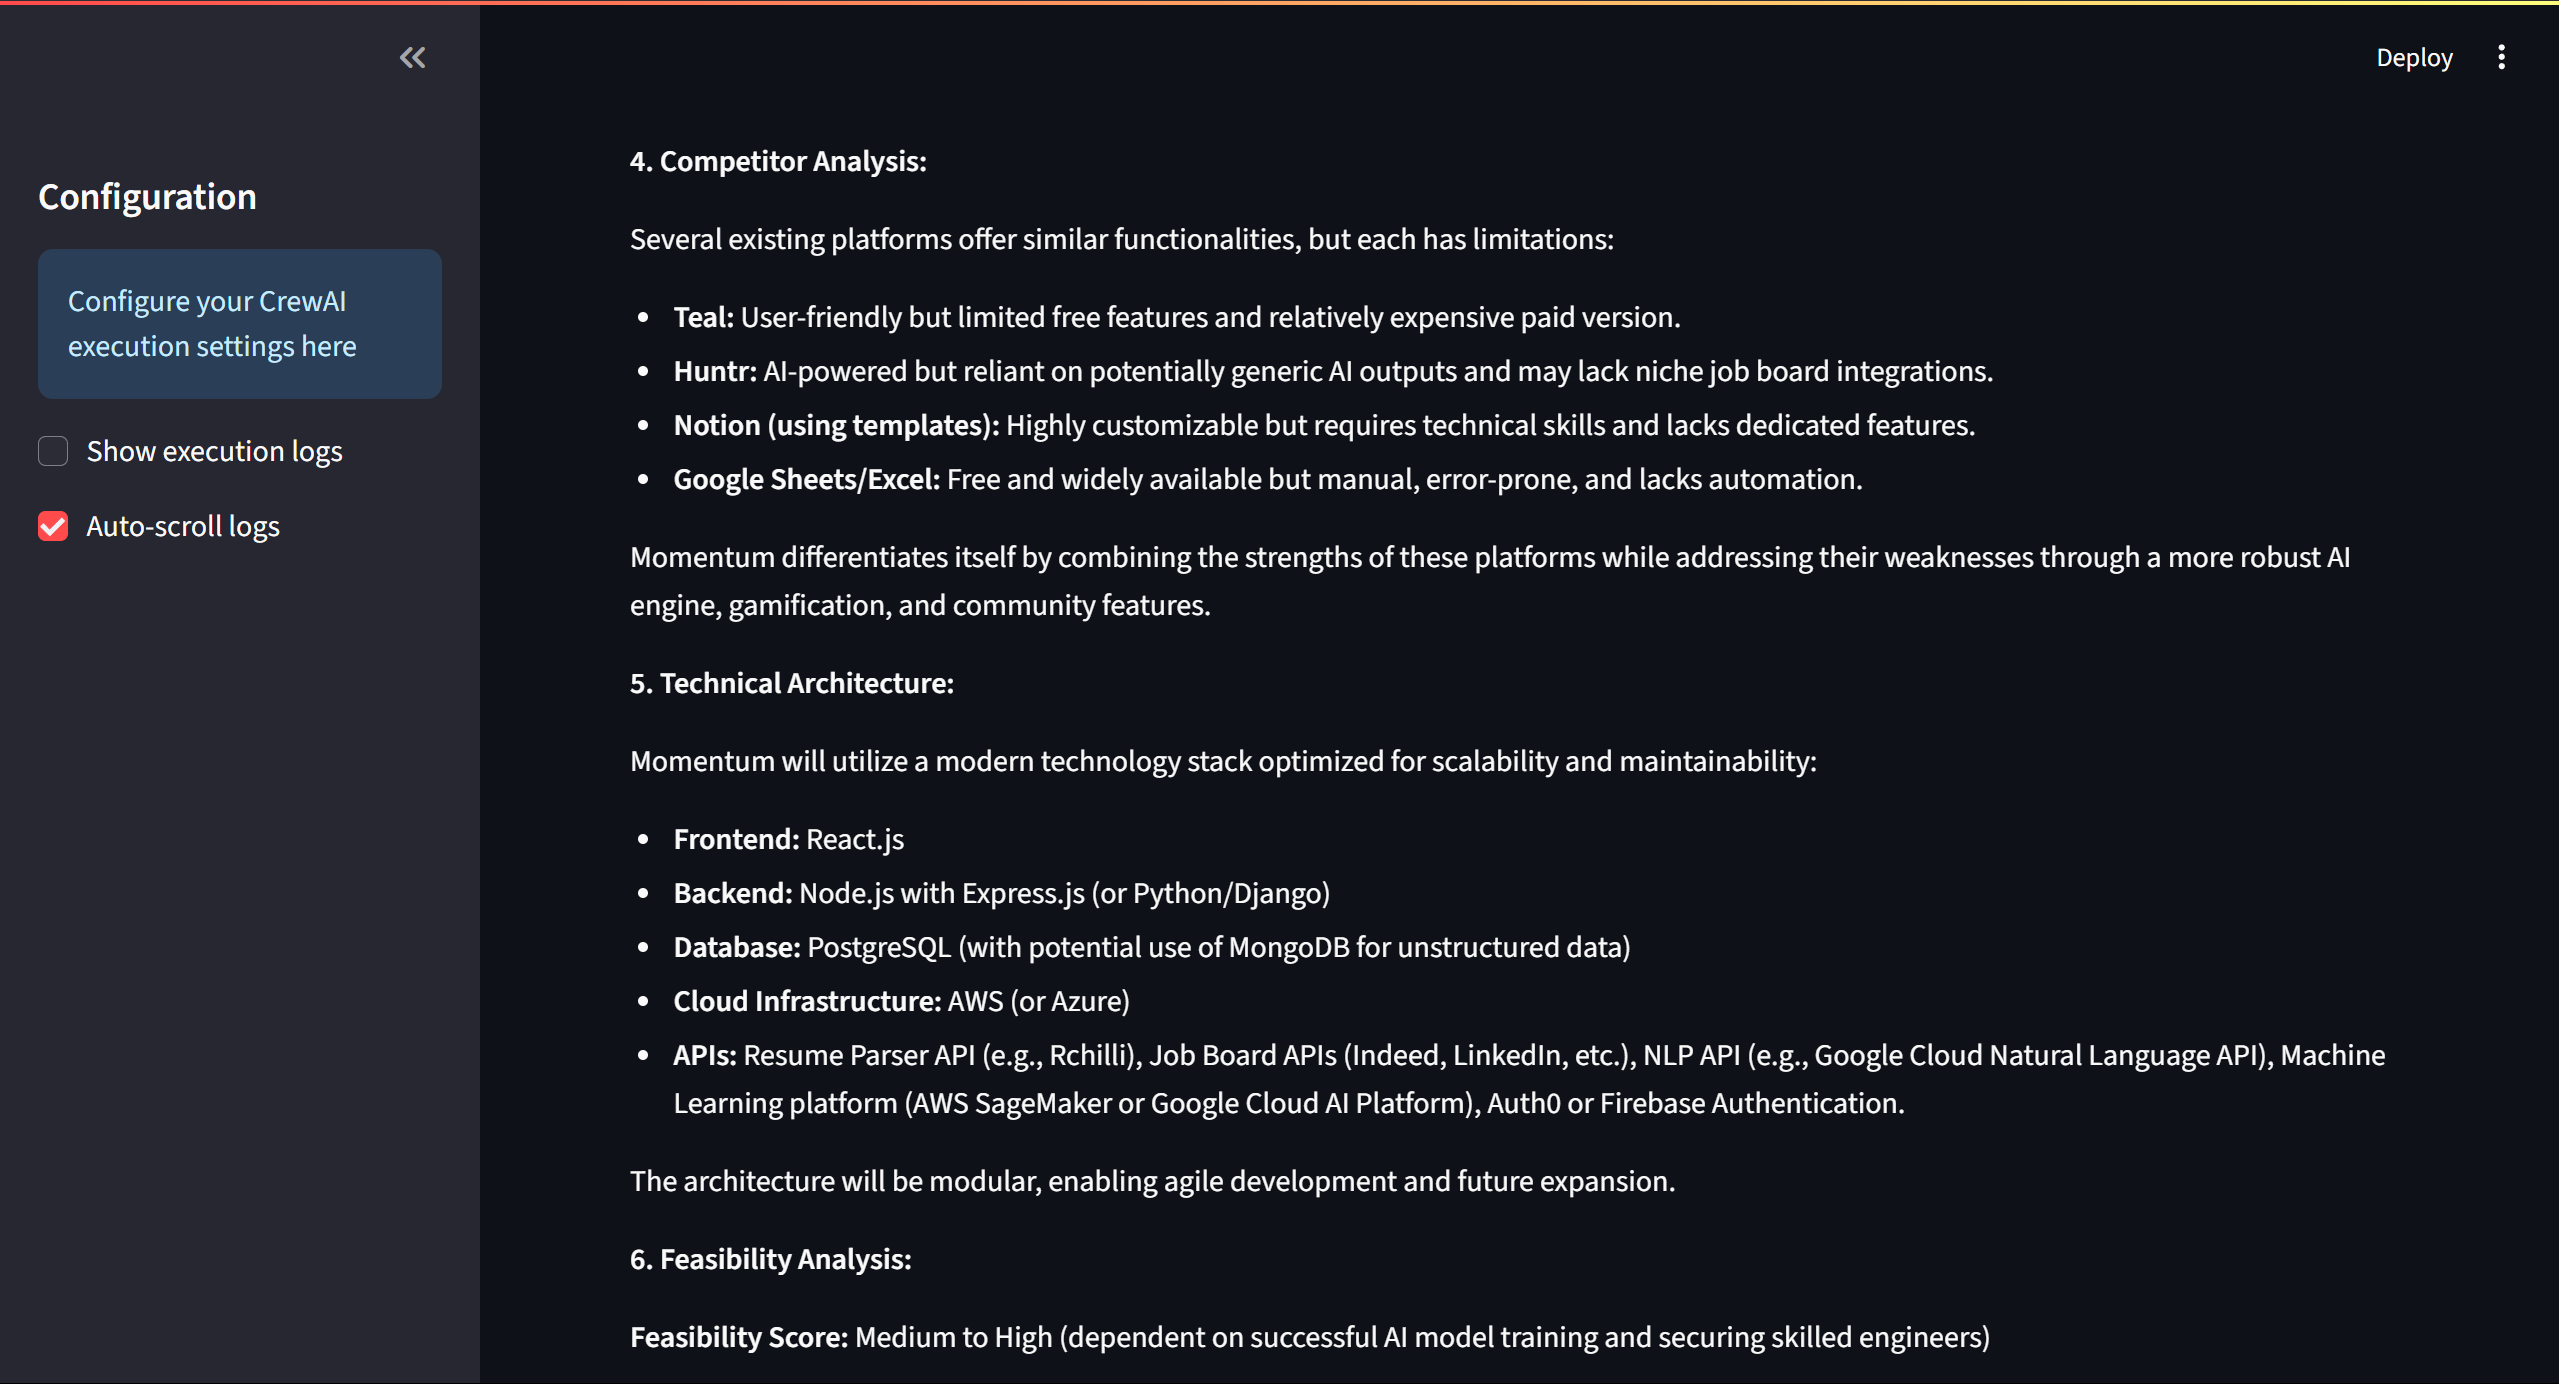 Deploy
Configuration
Configure your CrewAI
execution settings here
Show execution logs
Auto-scroll logs
4. Competitor Analysis:
Several existing platforms offer similar functionalities, but each has limitations:
• Teal: User-friendly but limited free features and relatively expensive paid version.
• Huntr: AI-powered but reliant on potentially generic AI outputs and may lack niche job board integrations.
• Notion (using templates): Highly customizable but requires technical skills and lacks dedicated features.
• Google Sheets/Excel: Free and widely available but manual, error-prone, and lacks automation.
Momentum differentiates itself by combining the strengths of these platforms while addressing their weaknesses through a more robust AI
engine, gamification, and community features.
5. Technical Architecture:
Momentum will utilize a modern technology stack optimized for scalability and maintainability:
• Frontend: React.js
• Backend: Node.js with Express.js (or Python/Django)
• Database: PostgreSQL (with potential use of MongoDB for unstructured data)
• Cloud Infrastructure: AWS (or Azure)
• APIs: Resume Parser API (e.g., Rchilli), Job Board APIs (Indeed, LinkedIn, etc.), NLP API (e.g., Google Cloud Natural Language API), Machine
Learning platform (AWS SageMaker or Google Cloud AI Platform), Auth0 or Firebase Authentication.
The architecture will be modular, enabling agile development and future expansion.
6. Feasibility Analysis:
Feasibility Score: Medium to High (dependent on successful AI model training and securing skilled engineers)